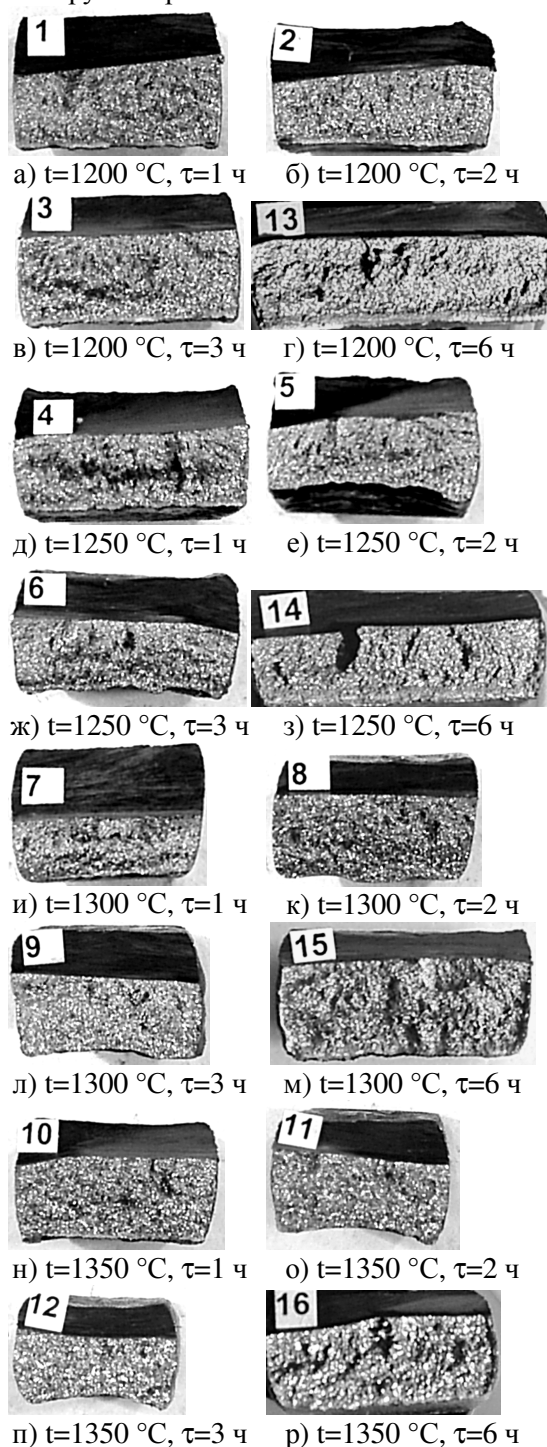 1 2
а) t=1200 °C, τ=1 ч б) t=1200 °C, τ=2 ч
3 13
в) t=1200 °C, τ=3 ч г) t=1200 °C, τ=6 ч
4 5
д) t=1250 °C, τ=1 ч е) t=1250 °C, τ=2 ч
6 14
ж) t=1250 °C, τ=3 ч з) t=1250 °C, τ=6 ч
7 8
и) t=1300 °C, τ=1 ч к) t=1300 °C, τ=2 ч
9 15
л) t=1300 °C, τ=3 ч м) t=1300 °C, τ=6 ч
10 11
н) t=1350 °C, τ=1 ч о) t=1350 °C, τ=2 ч
12 16
п) t=1350 °C, τ=3 ч р) t=1350 °C, τ=6 ч